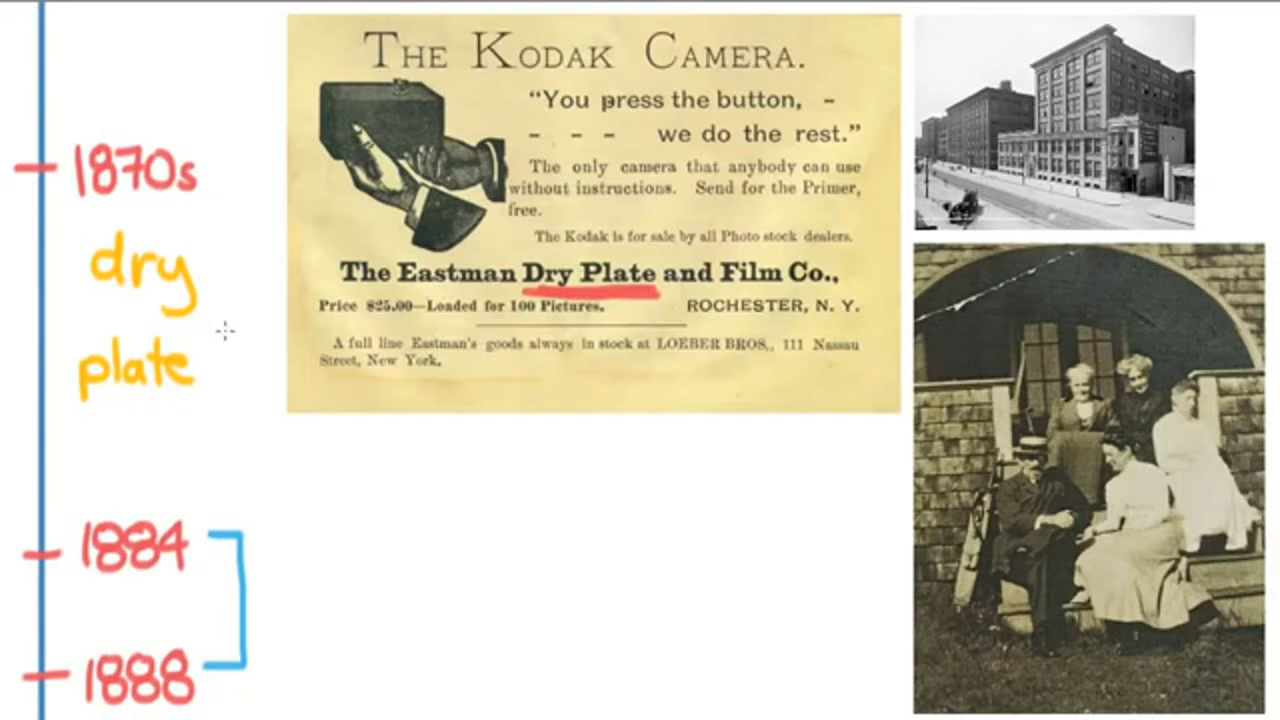 1870s
dry
plate
1884
1888
THE KODAK CAMERA.
"You press the button, -
- - - we do the rest."
The only camera that anybody can use
without instructions. Send for the Primer,
free.
The Kodak is for sale by all Photo stock dealers.
The Eastman Dry Plate and Film Co.,
Price $25.00—Loaded for 100 Pictures. ROCHESTER, N. Y.
A full line Eastman's goods always in stock at LOEBER BROS., 111 Nassau
Street, New York.